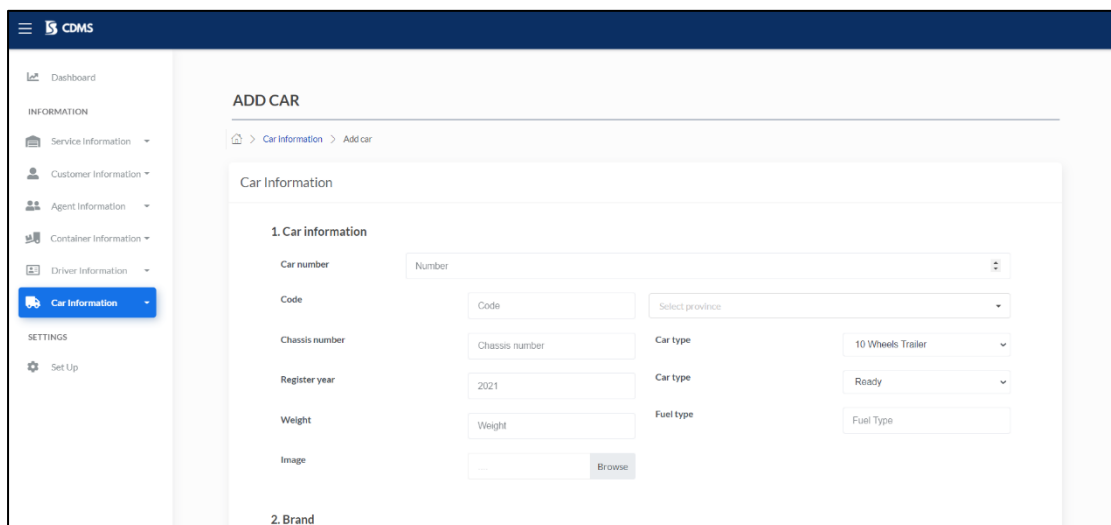 CDMS
Dashboard
INFORMATION
Service Information
Customer Information
Agent Information
Container Information
Driver Information
Car Information
SETTINGS
Set Up
ADD CAR
> Car Information > Add car
Car Information
1. Car information
Car number Number
Code Code Select province
Chassis number Chassis number Car type 10 Wheels Trailer
Register year 2021 Car type Ready
Weight Weight Fuel type Fuel Type
Image ... Browse
2. Brand